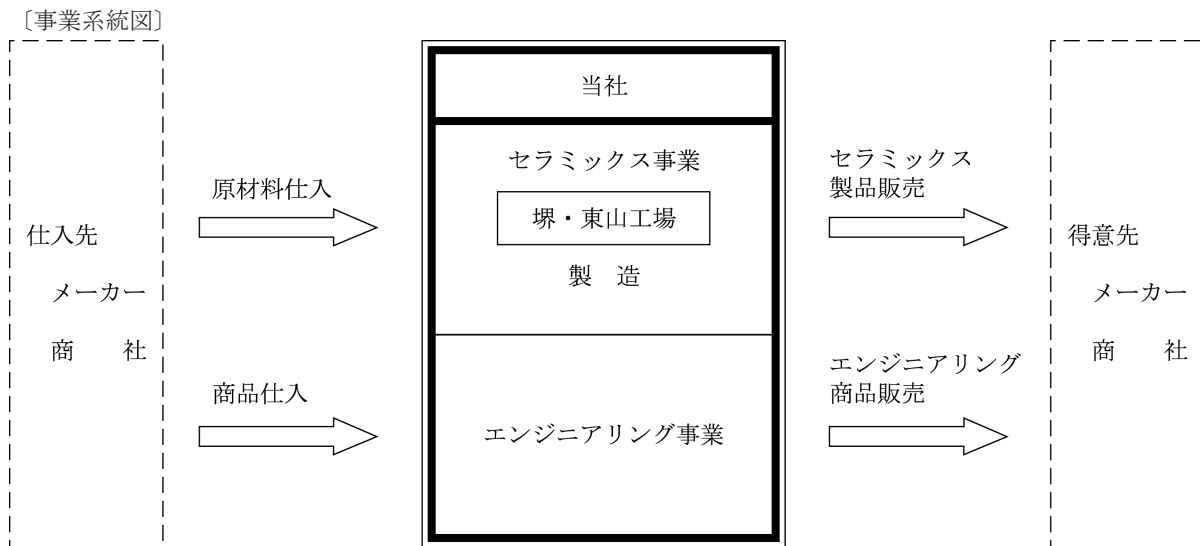 〔事業系統図〕
当社
セラミックス事業
堺・東山工場
製　造
エンジニアリング事業
仕入先
メーカー
商　　社
原材料仕入
商品仕入
セラミックス
製品販売
エンジニアリング
商品販売
得意先
メーカー
商　　社